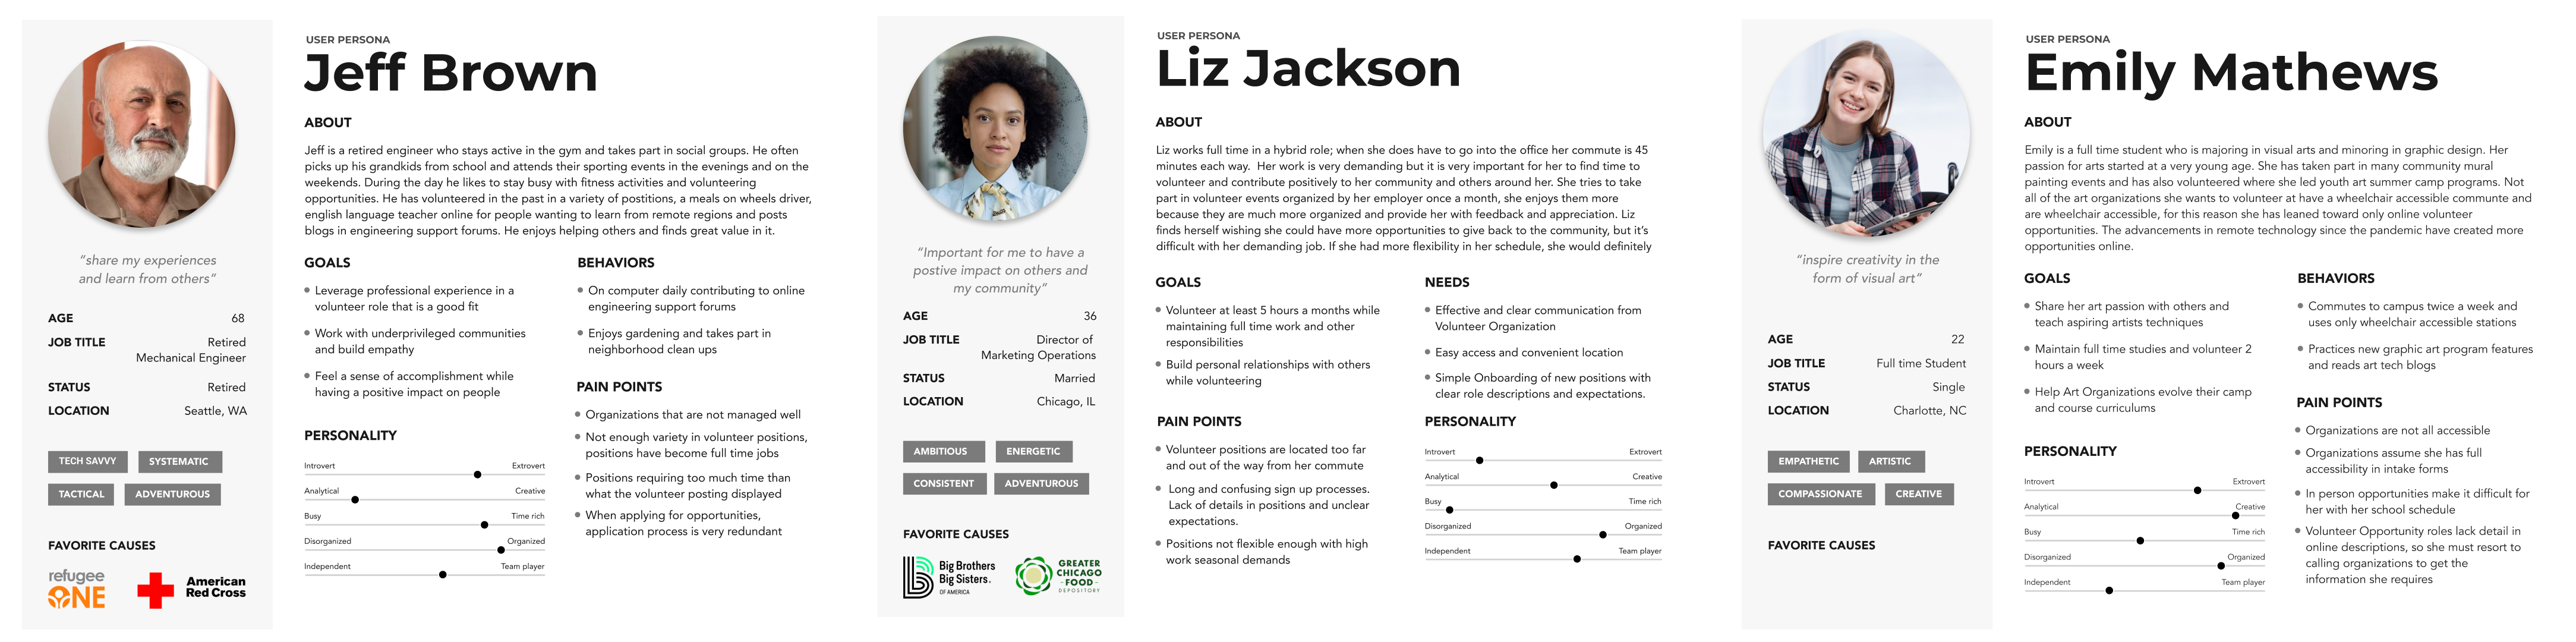 USER PERSONA
Jeff Brown
ABOUT
Jeff is a retired engineer who stays active in the gym and takes part in social groups. He often
picks up his grandkids from school and attends their sporting events in the evenings and on the
weekends. During the day he likes to stay busy with fitness activities and volunteering
opportunities. He has volunteered in the past in a variety of postitions, a meals on wheels driver,
english language teacher online for people wanting to learn from remote regions and posts
blogs in engineering support forums. He enjoys helping others and finds great value in it.
“share my experiences
and learn from others”
AGE 68
JOB TITLE Retired
Mechanical Engineer
STATUS Retired
LOCATION Seattle, WA
TECH SAVVY SYSTEMATIC
TACTICAL ADVENTUROUS
FAVORITE CAUSES
refugee
ONE
American
Red Cross
GOALS
Leverage professional experience in a
volunteer role that is a good fit
Work with underprivileged communities
and build empathy
Feel a sense of accomplishment while
having a positive impact on people
PERSONALITY
Introvert Extrovert
Analytical Creative
Busy Time rich
Disorganized Organized
Independent Team player
BEHAVIORS
On computer daily contributing to online
engineering support forums
Enjoys gardening and takes part in
neighborhood clean ups
PAIN POINTS
Organizations that are not managed well
Not enough variety in volunteer positions,
positions have become full time jobs
Positions requiring too much time than
what the volunteer posting displayed
When applying for opportunities,
application process is very redundant
USER PERSONA
Liz Jackson
ABOUT
Liz works full time in a hybrid role; when she does have to go into the office her commute is 45
minutes each way. Her work is very demanding but it is very important for her to find time to
volunteer and contribute positively to her community and others around her. She tries to take
part in volunteer events organized by her employer once a month, she enjoys them more
because they are much more organized and provide her with feedback and appreciation. Liz
finds herself wishing she could have more opportunities to give back to the community, but it’s
difficult with her demanding job. If she had more flexibility in her schedule, she would definitely
“Important for me to have a
postive impact on others and
my community”
AGE 36
JOB TITLE Director of
Marketing Operations
STATUS Married
LOCATION Chicago, IL
AMBITIOUS ENERGETIC
CONSISTENT ADVENTUROUS
FAVORITE CAUSES
Big Brothers
Big Sisters.
OF AMERICA
GREATER
CHICAGO
FOOD
DEPOSITORY
GOALS
Volunteer at least 5 hours a months while
maintaining full time work and other
responsibilities
Build personal relationships with others
while volunteering
PAIN POINTS
Volunteer positions are located too far
and out of the way from her commute
Long and confusing sign up processes.
Lack of details in positions and unclear
expectations.
Positions not flexible enough with high
work seasonal demands
NEEDS
Effective and clear communication from
Volunteer Organization
Easy access and convenient location
Simple Onboarding of new positions with
clear role descriptions and expectations.
PERSONALITY
Introvert Extrovert
Analytical Creative
Busy Time rich
Disorganized Organized
Independent Team player
USER PERSONA
Emily Mathews
ABOUT
Emily is a full time student who is majoring in visual arts and minoring in graphic design. Her
passion for arts started at a very young age. She has taken part in many community mural
painting events and has also volunteered where she led youth art summer camp programs. Not
all of the art organizations she wants to volunteer at have a wheelchair accessible commute and
are wheelchair accessible, for this reason she has leaned toward only online volunteer
opportunities. The advancements in remote technology since the pandemic have created more
opportunities online.
“inspire creativity in the
form of visual art”
AGE 22
JOB TITLE Full time Student
STATUS Single
LOCATION Charlotte, NC
EMPATHETIC ARTISTIC
COMPASSIONATE CREATIVE
FAVORITE CAUSES
GOALS
Share her art passion with others and
teach aspiring artists techniques
Maintain full time studies and volunteer 2
hours a week
Help Art Organizations evolve their camp
and course curriculums
PERSONALITY
Introvert Extrovert
Analytical Creative
Busy Time rich
Disorganized Organized
Independent Team player
BEHAVIORS
Commutes to campus twice a week and
uses only wheelchair accessible stations
Practices new graphic art program features
and reads art tech blogs
PAIN POINTS
Organizations are not all accessible
Organizations assume she has full
accessibility in intake forms
In person opportunities make it difficult for
her with her school schedule
Volunteer Opportunity roles lack detail in
online descriptions, so she must resort to
calling organizations to get the
information she requires